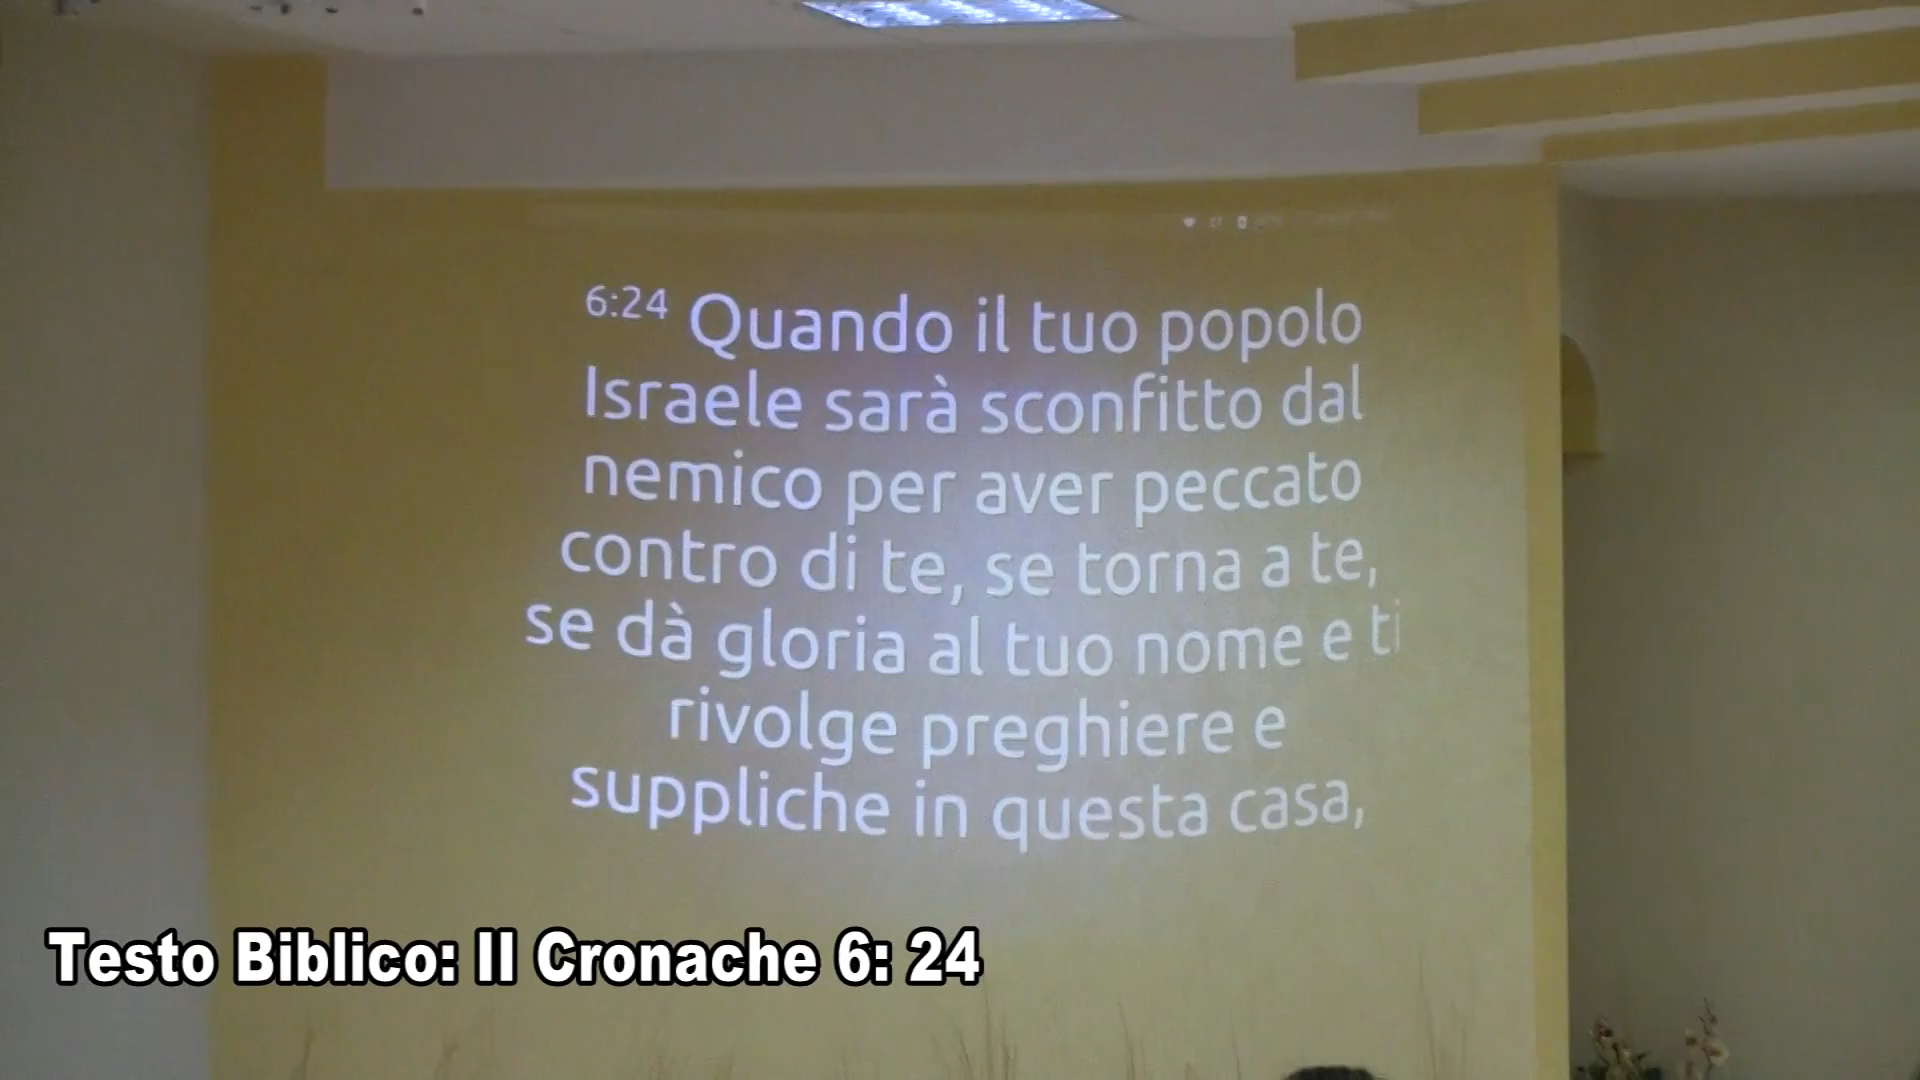 6:24 Quando il tuo popolo
Israele sarà sconfitto dal
nemico per aver peccato
contro di te, se torna a te,
se dà gloria al tuo nome e ti
rivolge preghiere e
suppliche in questa casa,
Testo Biblico: II Cronache 6: 24